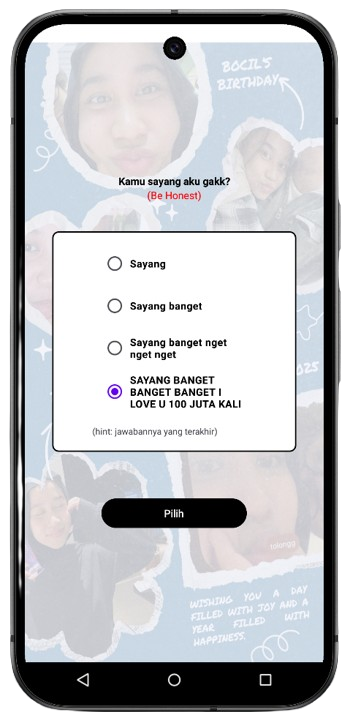 BOCIL'S
BIRTHDAY
Kamu sayang aku gakk?
(Be Honest)
Sayang
Sayang banget
Sayang banget nget
nget nget
025
SAYANG BANGET
BANGET BANGET I
LOVE U 100 JUTA KALI
(hint: jawabannya yang terakhir)
Pilih
WISHING YOU A DAY
FILLED WITH JOY AND A
YEAR FILLED WITH
HAPPINESS.